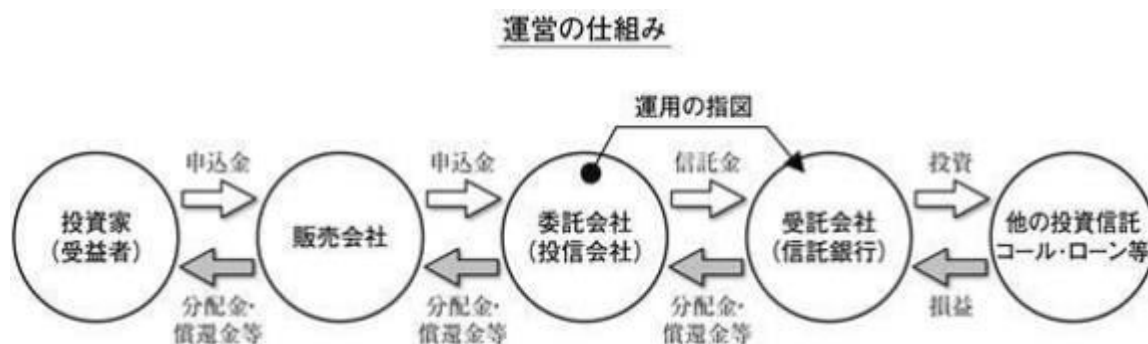 運営の仕組み
運用の指図
申込金
申込金
信託金
投資
投資家
(受益者)
販売会社
委託会社
(投信会社)
受託会社
(信託銀行)
他の投資信託
コール・ローン等
分配金・
償還金等
分配金・
償還金等
分配金・
償還金等
損益